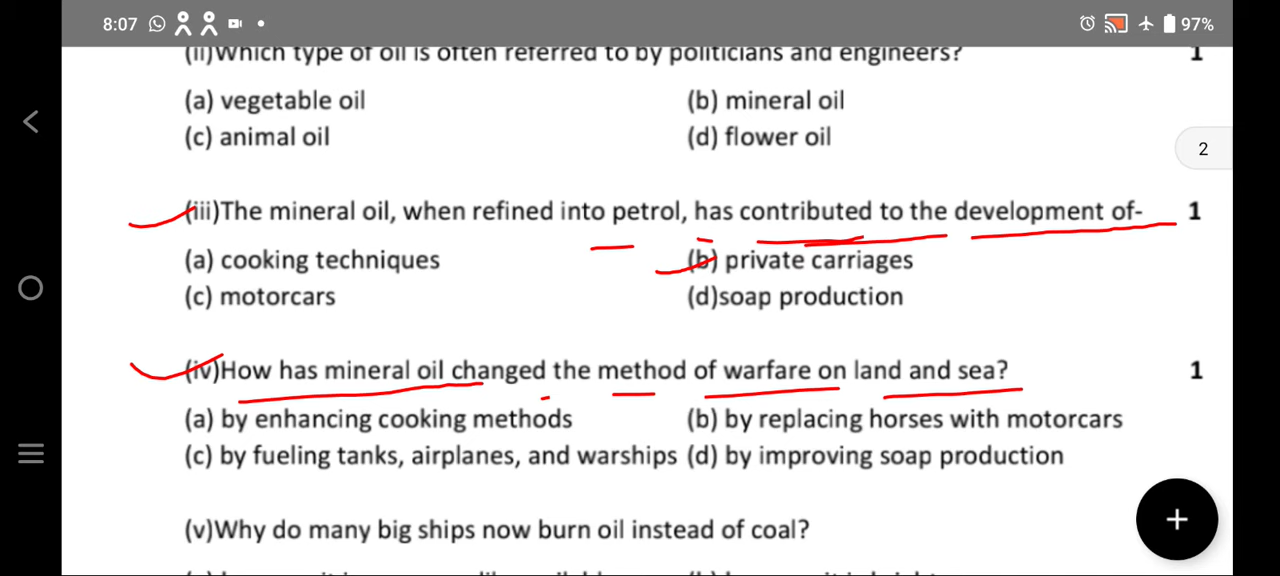 8:07
97%
(ii)Which type of oil is often referred to by politicians and engineers? 1
(a) vegetable oil (b) mineral oil
(c) animal oil (d) flower oil
2
(iii)The mineral oil, when refined into petrol, has contributed to the development of- 1
(a) cooking techniques (b) private carriages
(c) motorcars (d)soap production
(iv)How has mineral oil changed the method of warfare on land and sea? 1
(a) by enhancing cooking methods (b) by replacing horses with motorcars
(c) by fueling tanks, airplanes, and warships (d) by improving soap production
(v)Why do many big ships now burn oil instead of coal?